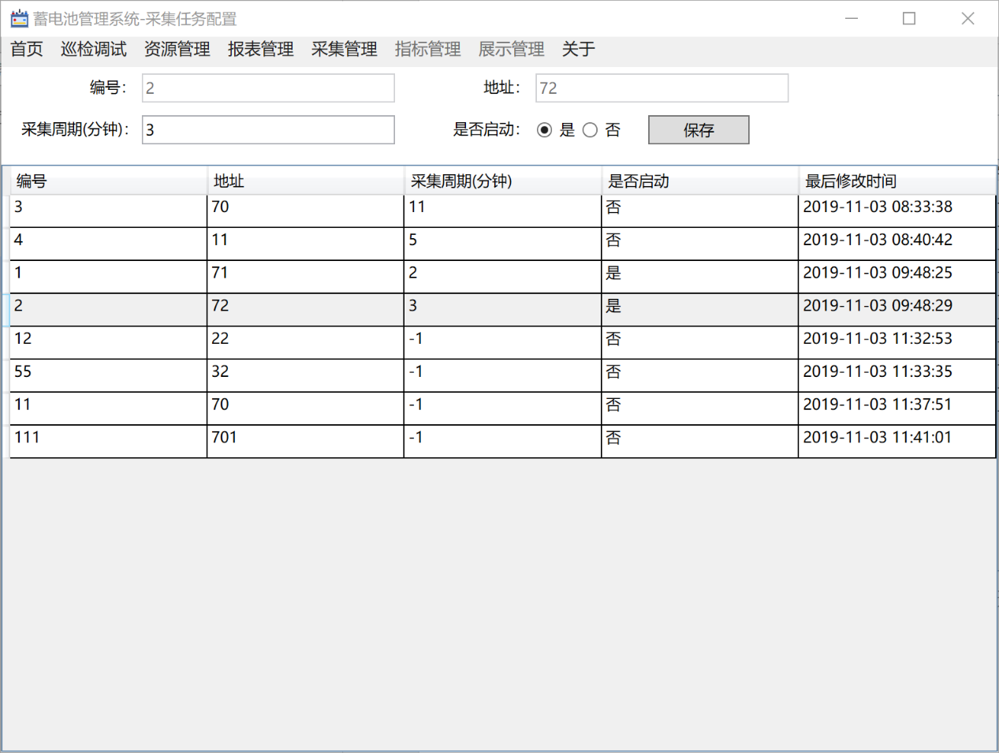 蓄电池管理系统-采集任务配置
首页 巡检调试 资源管理 报表管理 采集管理 指标管理 展示管理 关于
编号： 2 地址： 72
采集周期(分钟)： 3 是否启动： 是 否 保存
编号 地址 采集周期(分钟) 是否启动 最后修改时间
3 70 11 否 2019-11-03 08:33:38
4 11 5 否 2019-11-03 08:40:42
1 71 2 是 2019-11-03 09:48:25
2 72 3 是 2019-11-03 09:48:29
12 22 -1 否 2019-11-03 11:32:53
55 32 -1 否 2019-11-03 11:33:35
11 70 -1 否 2019-11-03 11:37:51
111 701 -1 否 2019-11-03 11:41:01